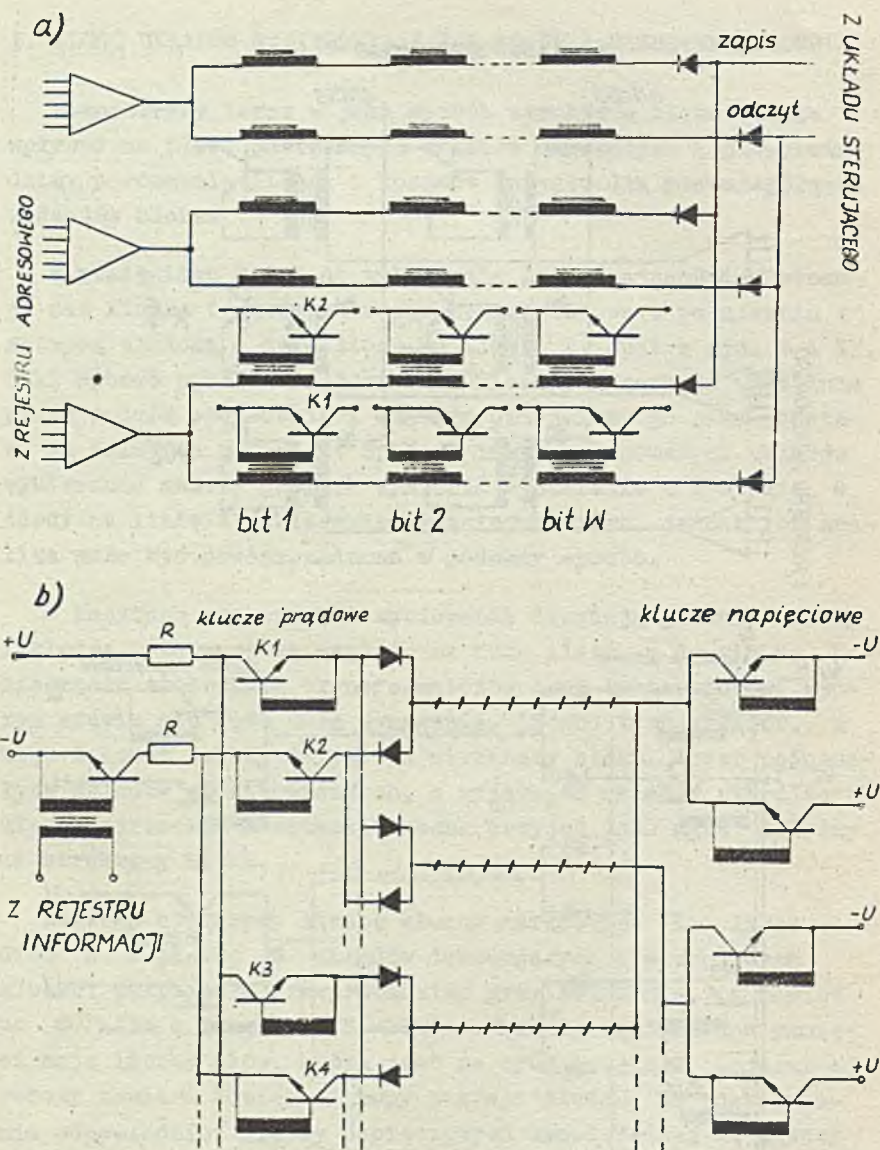 a)
zapis
odczyt
Z UKŁADU STERUJĄCEGO
Z REJESTRU ADRESOWEGO
K2
K1
bit 1
bit 2
bit W
b)
klucze prądowe
klucze napięciowe
+U
R
K1
-U
-U
R
K2
+U
Z REJESTRU
INFORMACJI
-U
K3
K4
+U